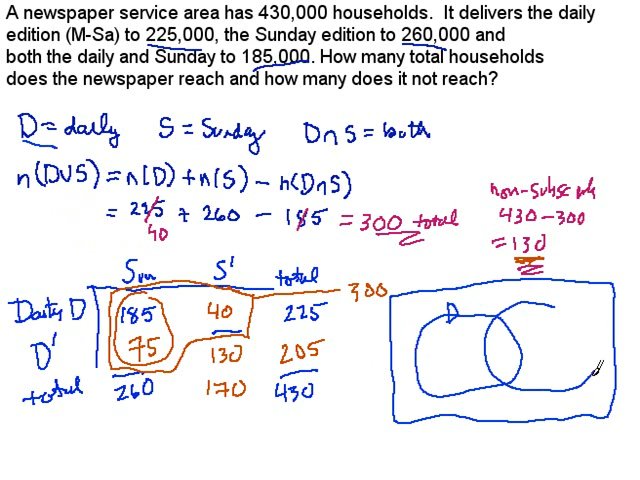 A newspaper service area has 430,000 households. It delivers the daily
edition (M-Sa) to 225,000, the Sunday edition to 260,000 and
both the daily and Sunday to 185,000. How many total households
does the newspaper reach and how many does it not reach?
D = daily S = Sunday D∩S = both
n(D∪S) = n(D) + n(S) − n(D∩S)
= 225 + 260 − 185 = 300 total
40
non-subsc
430 − 300
= 130
Sun S' total
300
Daily D 185 40 225
D' 75 130 205
total 260 170 430
D